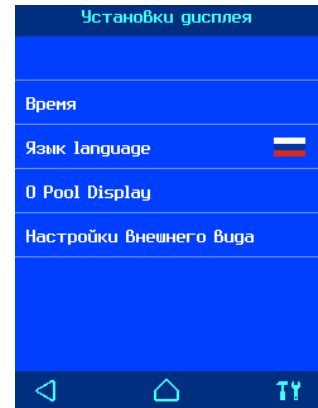 Установки дисплея
Время
Язык language
О Pool Display
Настройки внешнего вида